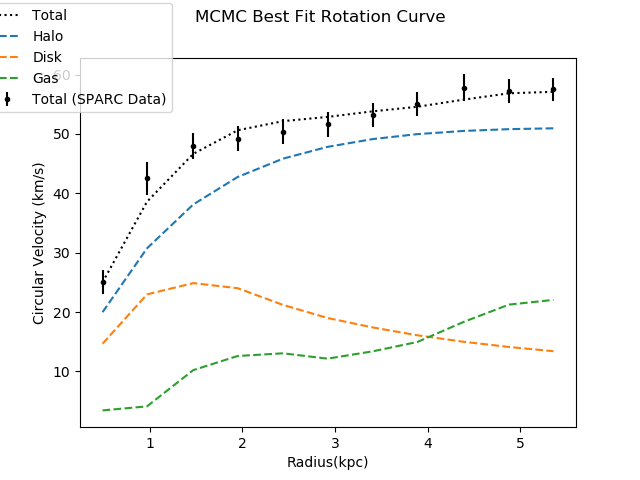 MCMC Best Fit Rotation Curve
Total
Halo
Disk
Gas
Total (SPARC Data)
60
50
40
30
20
10
Circular Velocity (km/s)
1 2 3 4 5
Radius(kpc)